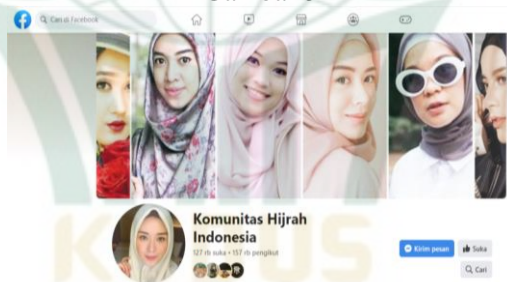 Cari di Facebook
Komunitas Hijrah
Indonesia
127 rb suka • 157 rb pengikut
Kirim pesan
Suka
Cari